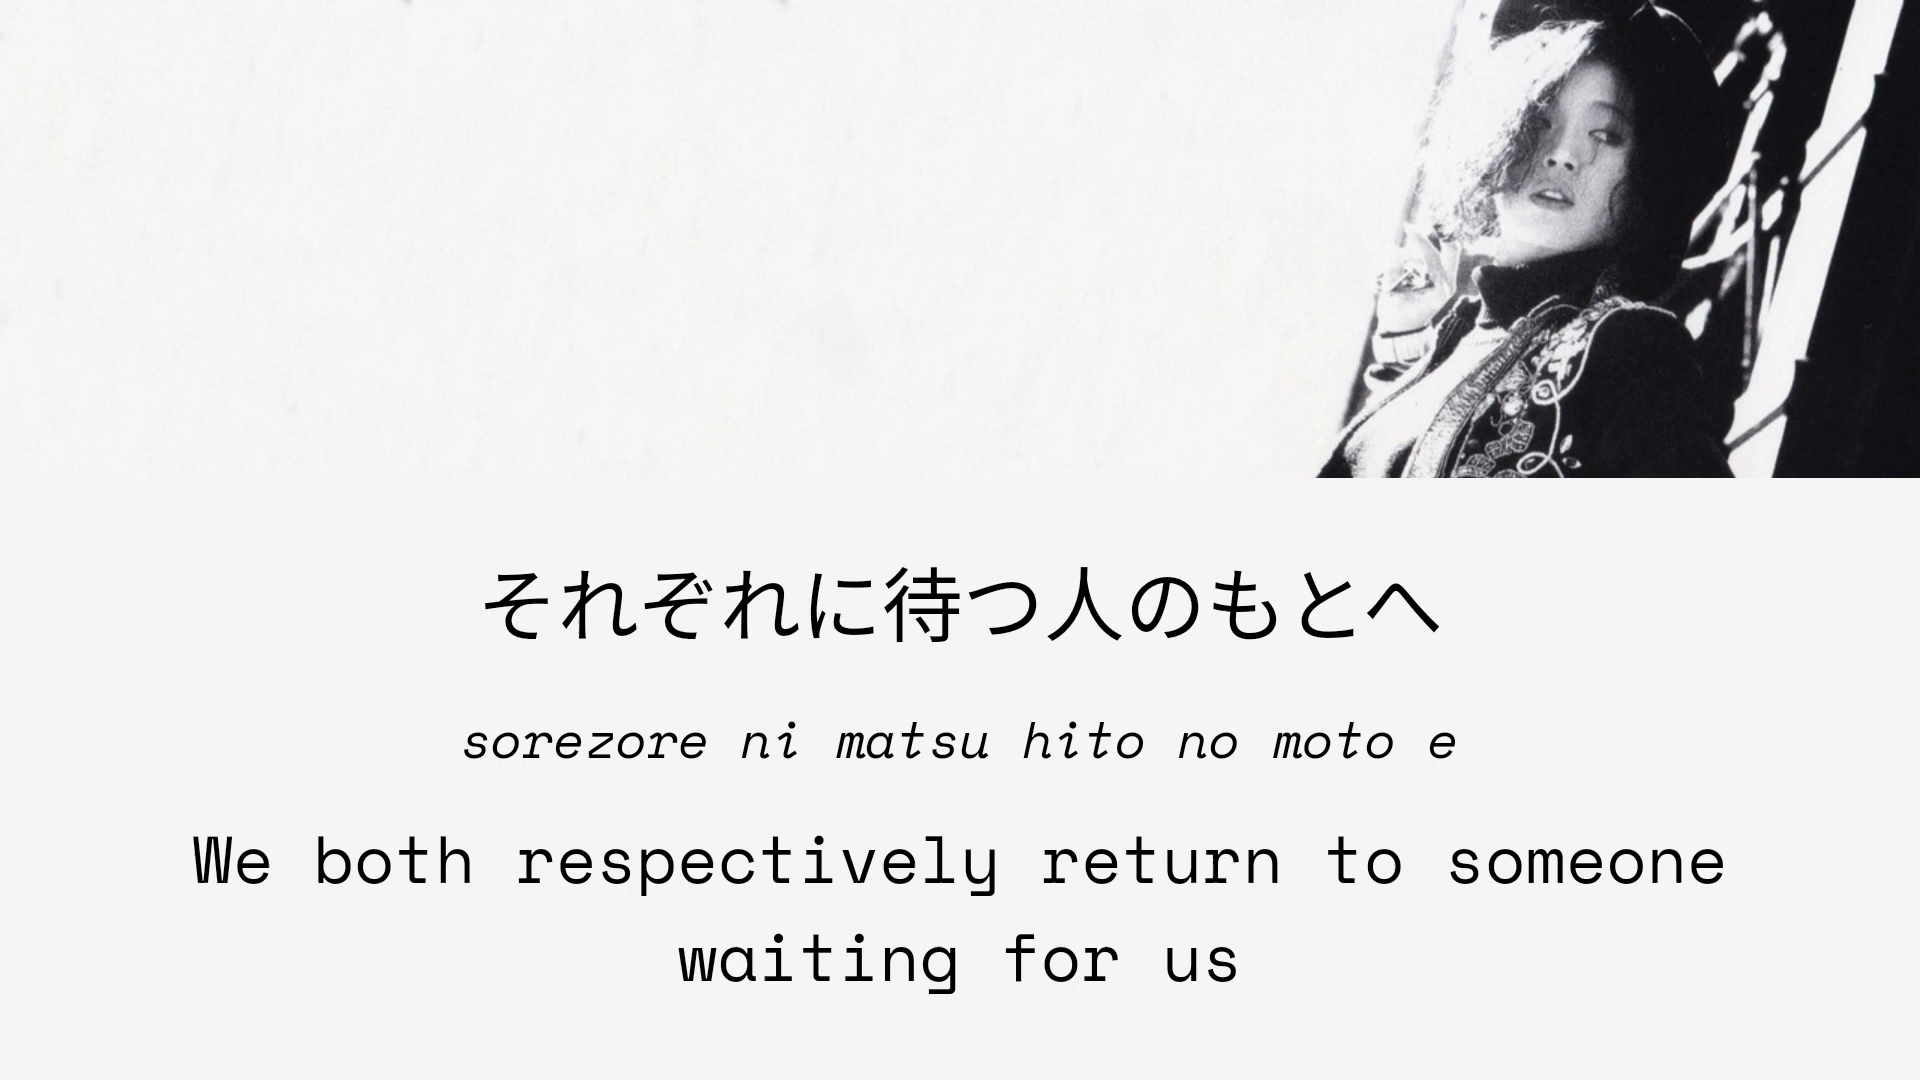 それぞれに待つ人のもとへ
sorezore ni matsu hito no moto e
We both respectively return to someone
waiting for us